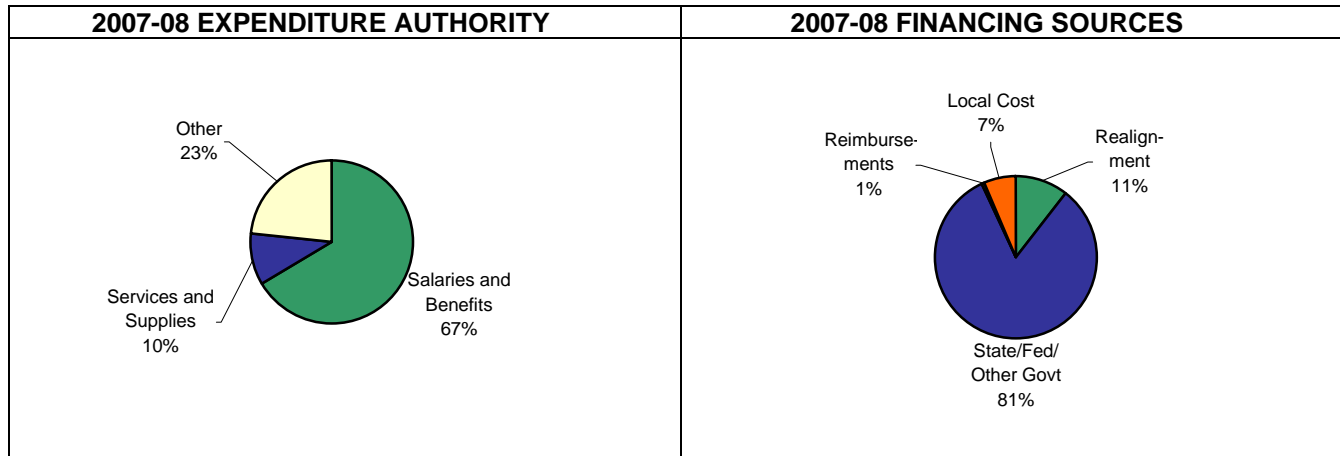 2007-08 EXPENDITURE AUTHORITY
Other
23%
Services and
Supplies
10%
Salaries and
Benefits
67%
2007-08 FINANCING SOURCES
Local Cost
7%
Reimburse-
ments
1%
Realign-
ment
11%
State/Fed/
Other Govt
81%